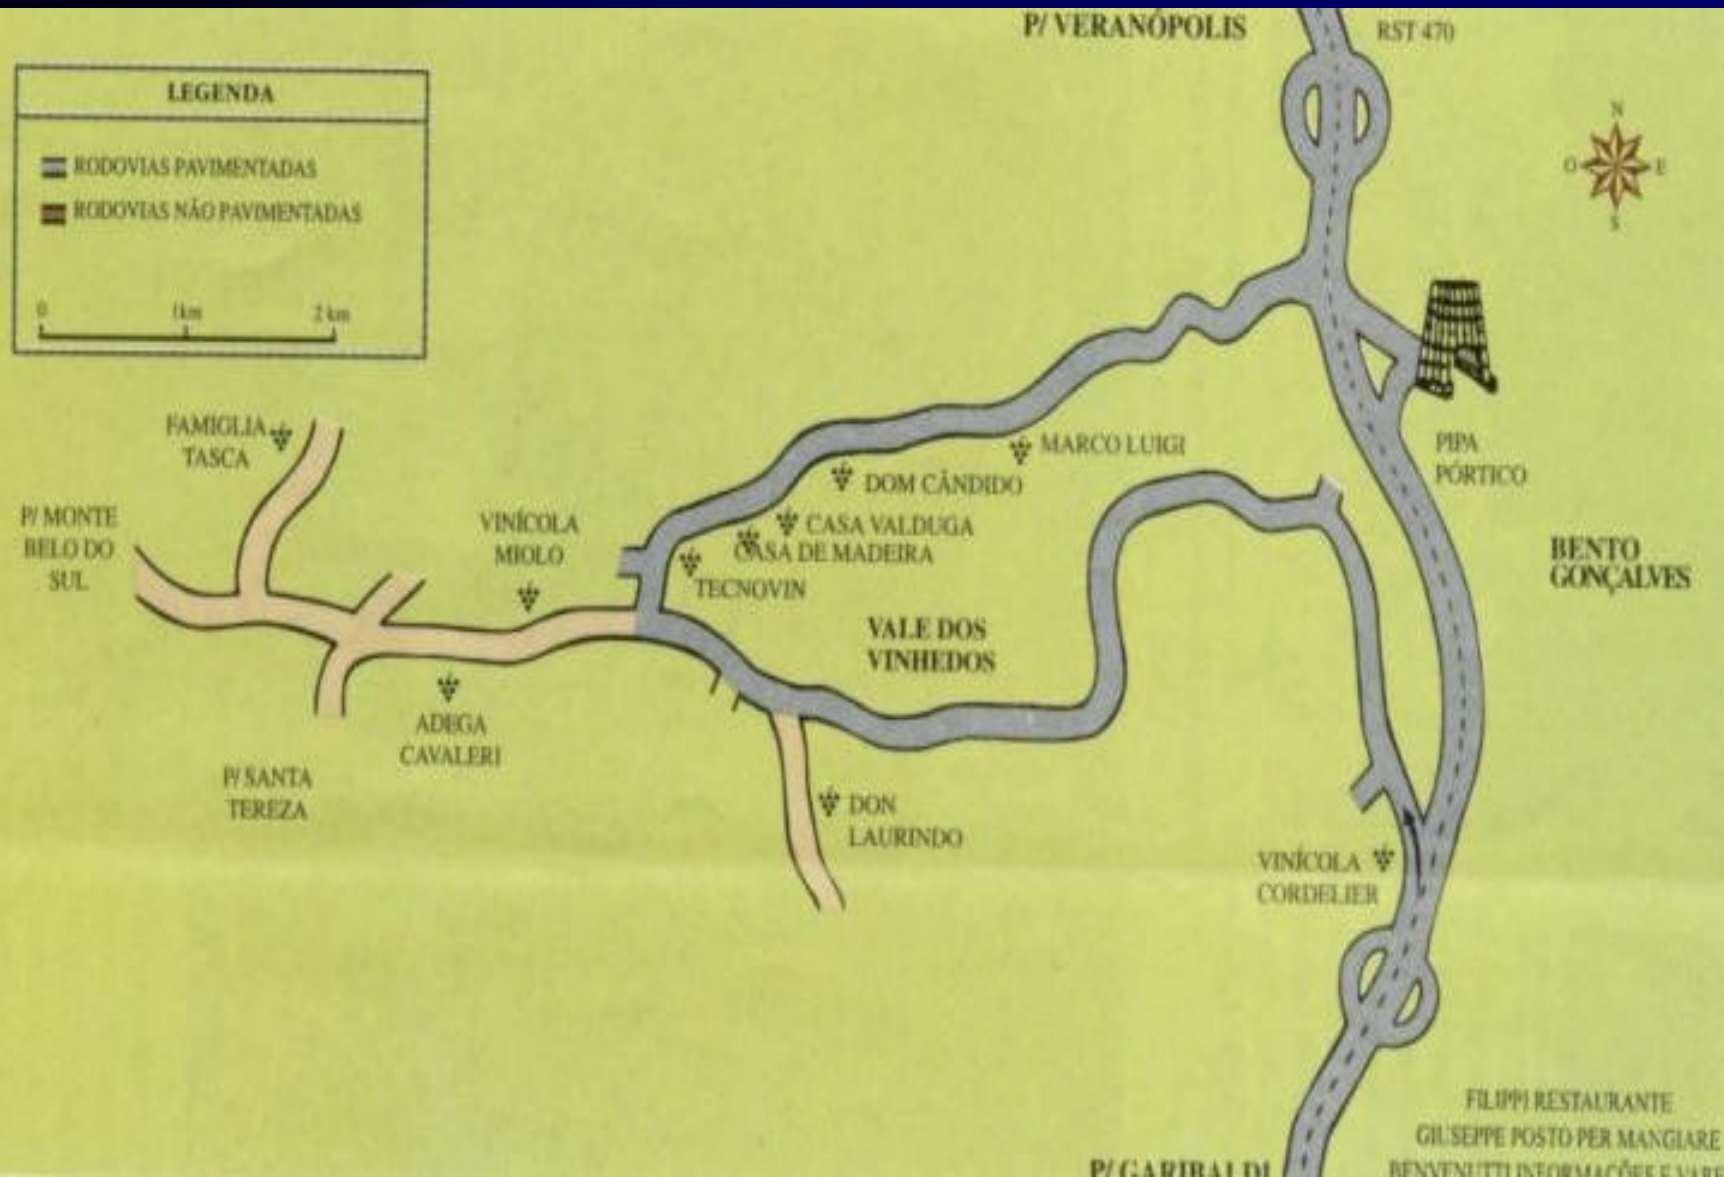 P/ VERANÓPOLIS
RST 470
LEGENDA
RODOVIAS PAVIMENTADAS
RODOVIAS NÃO PAVIMENTADAS
0 1km 2 km
N
O E
S
FAMIGLIA
TASCA
P/ MONTE
BELO DO
SUL
VINÍCOLA
MIOLO
MARCO LUIGI
DOM CÂNDIDO
CASA VALDUGA
CASA DE MADEIRA
TECNOVIN
PIPA
PÓRTICO
BENTO
GONÇALVES
VALE DOS
VINHEDOS
ADEGA
CAVALERI
P/ SANTA
TEREZA
DON
LAURINDO
VINÍCOLA
CORDELIER
FILIPPI RESTAURANTE
GIUSEPPE POSTO PER MANGIARE
P/ GARIBALDI
BENVENUTTI INFORMAÇÕES E